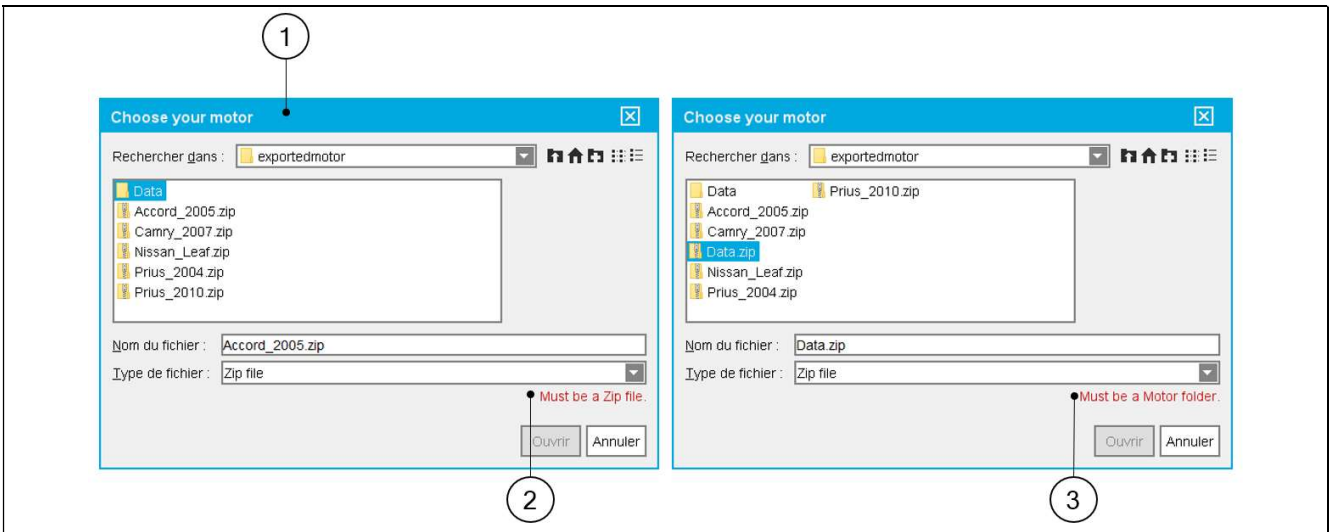 1
Choose your motor
Rechercher dans : exportedmotor
Data
Accord_2005.zip
Camry_2007.zip
Nissan_Leaf.zip
Prius_2004.zip
Prius_2010.zip
Nom du fichier : Accord_2005.zip
Type de fichier : Zip file
Must be a Zip file.
Ouvrir Annuler
2
Choose your motor
Rechercher dans : exportedmotor
Data Prius_2010.zip
Accord_2005.zip
Camry_2007.zip
Data.zip
Nissan_Leaf.zip
Prius_2004.zip
Nom du fichier : Data.zip
Type de fichier : Zip file
Must be a Motor folder.
Ouvrir Annuler
3